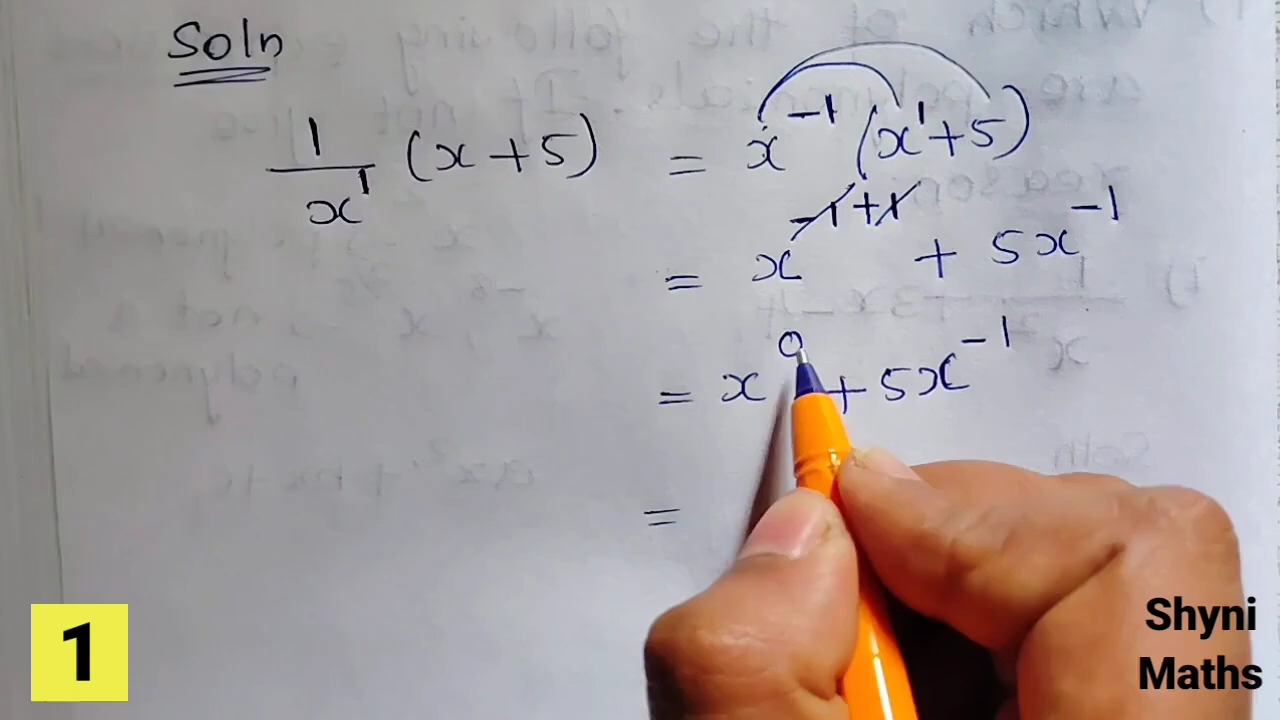 Soln
1/x¹ (x + 5) = x⁻¹ (x¹ + 5)
= x⁻¹⁺¹ + 5x⁻¹
= x⁰ + 5x⁻¹
=
1
Shyni
Maths